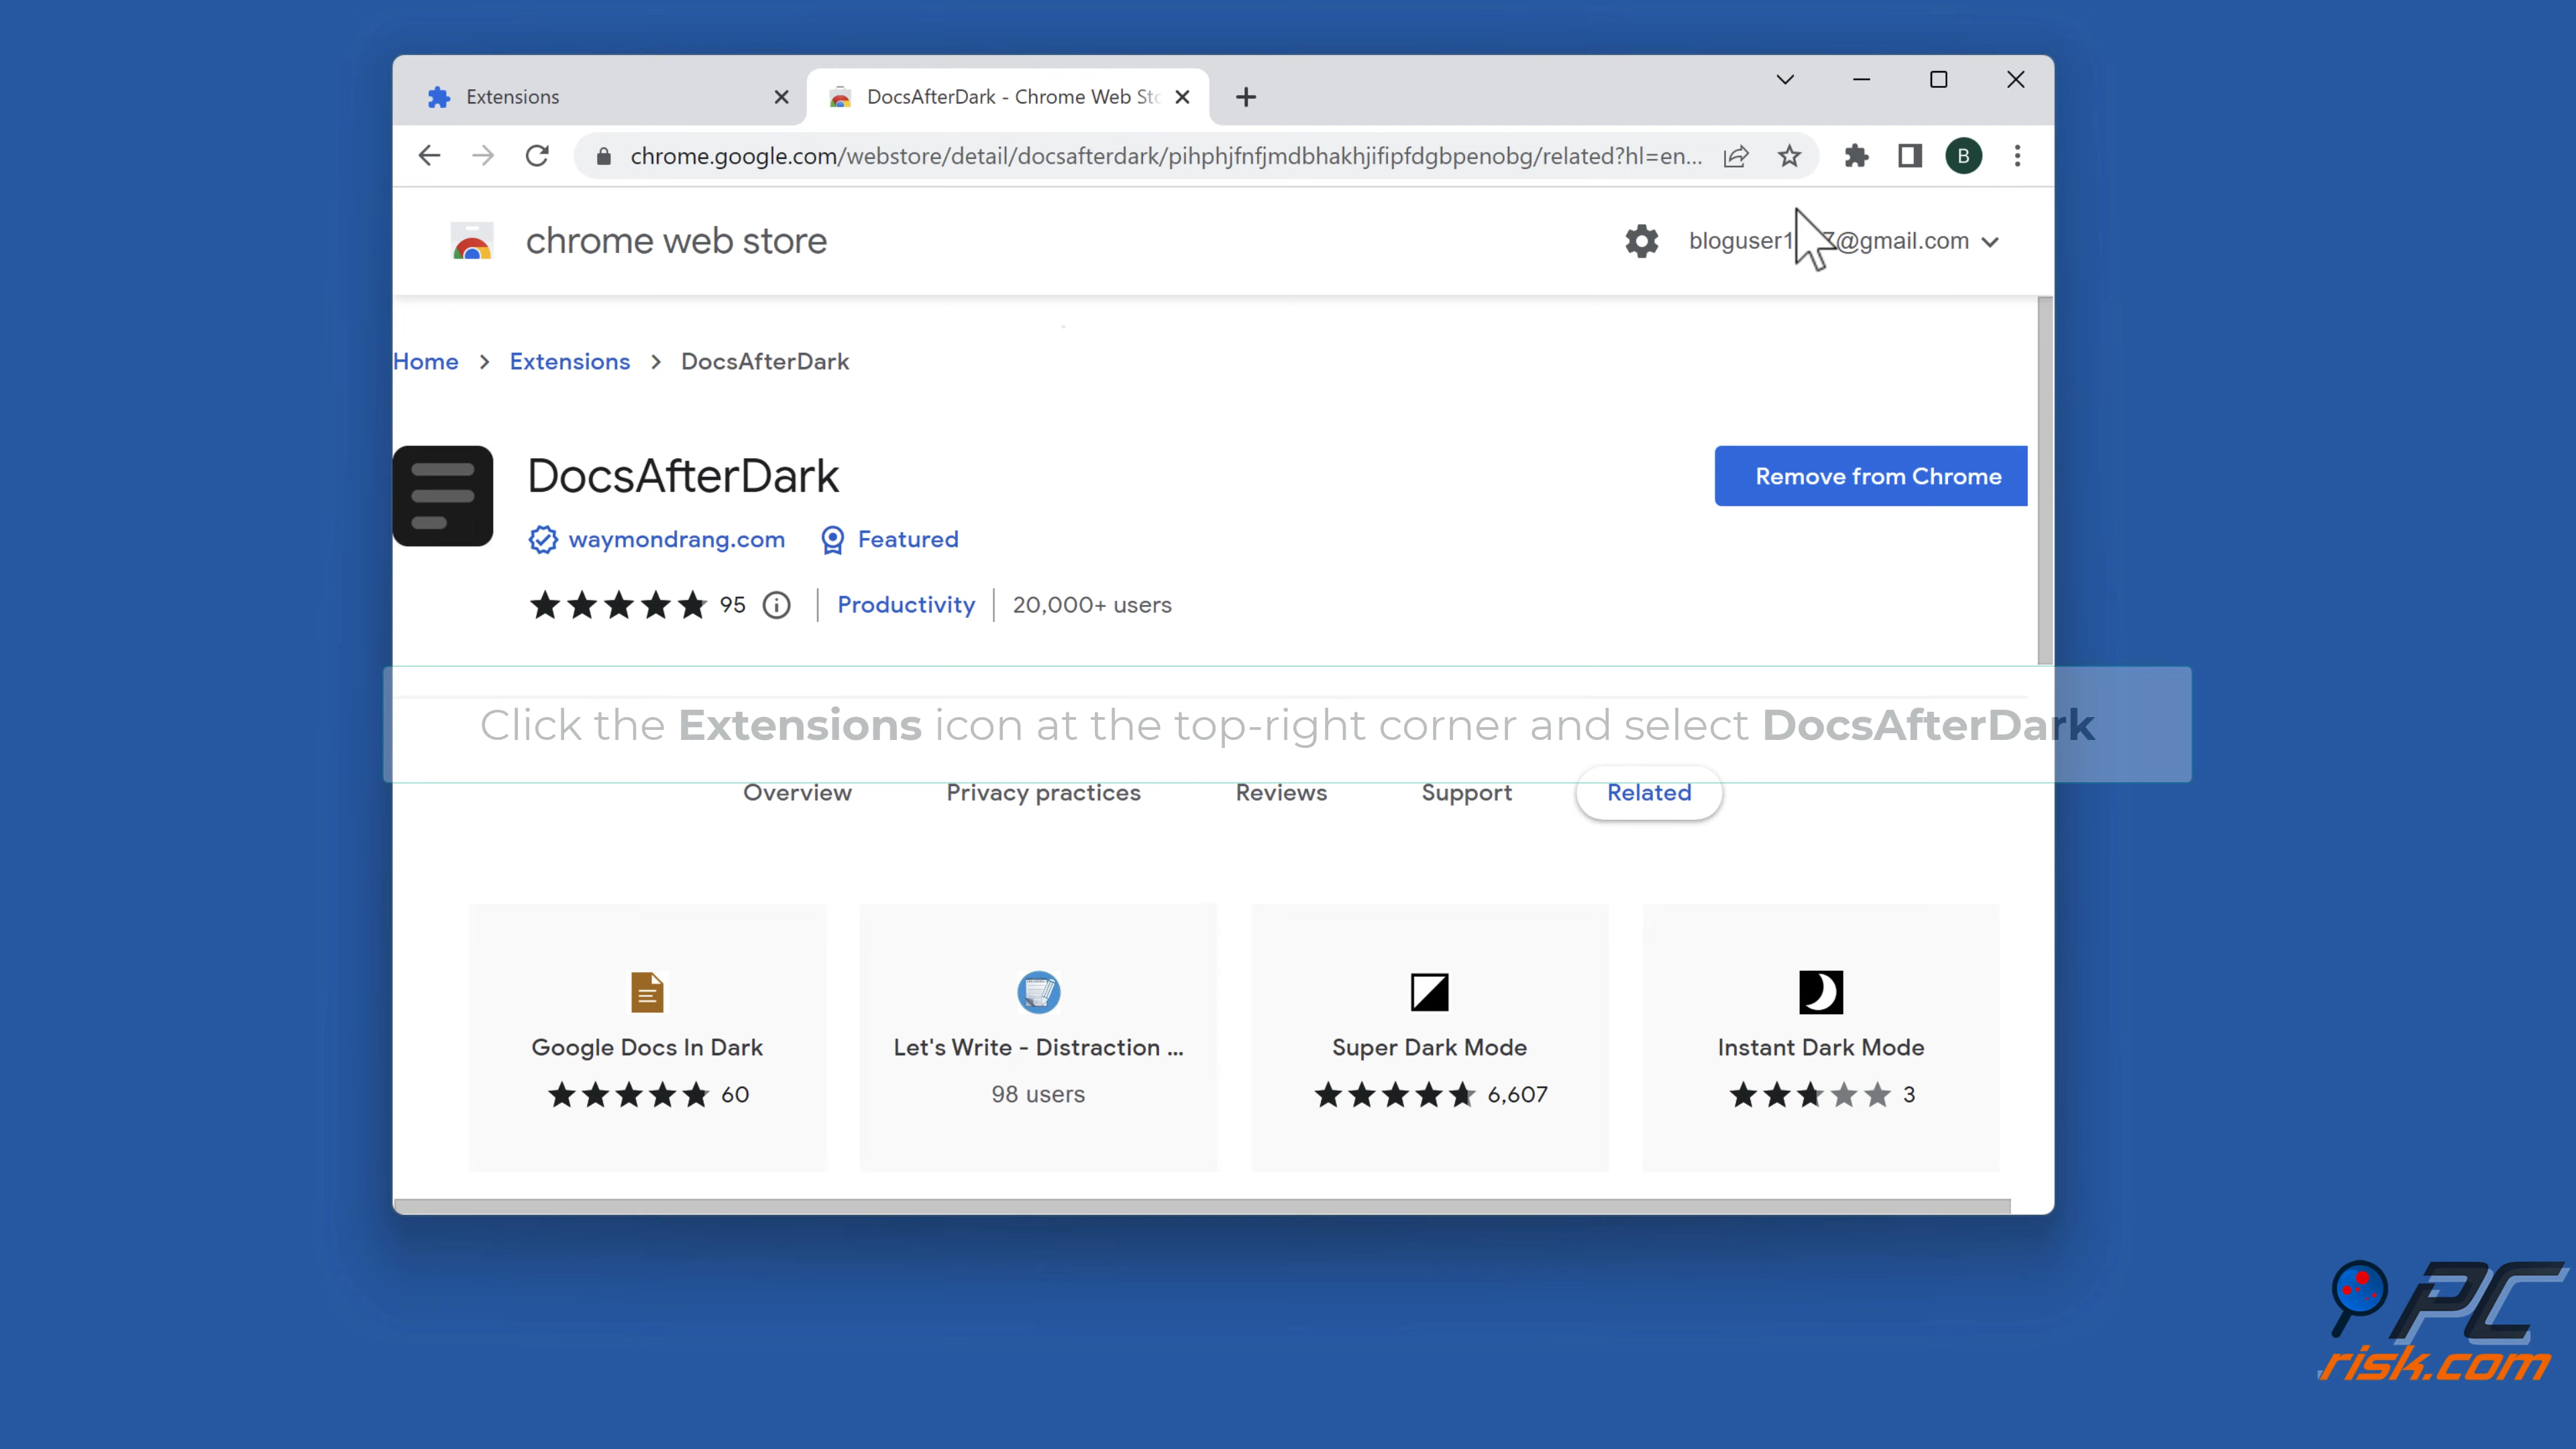 Extensions
DocsAfterDark - Chrome Web Sto
chrome.google.com/webstore/detail/docsafterdark/pihphjfnfjmdbhakhjifipfdgbpenobg/related?hl=en...
B
chrome web store
bloguser1
7@gmail.com
Home > Extensions > DocsAfterDark
DocsAfterDark
Remove from Chrome
waymondrang.com
Featured
95
Productivity
20,000+ users
Click the Extensions icon at the top-right corner and select DocsAfterDark
Overview
Privacy practices
Reviews
Support
Related
Google Docs In Dark
60
Let's Write - Distraction ...
98 users
Super Dark Mode
6,607
Instant Dark Mode
3
PC
risk.com